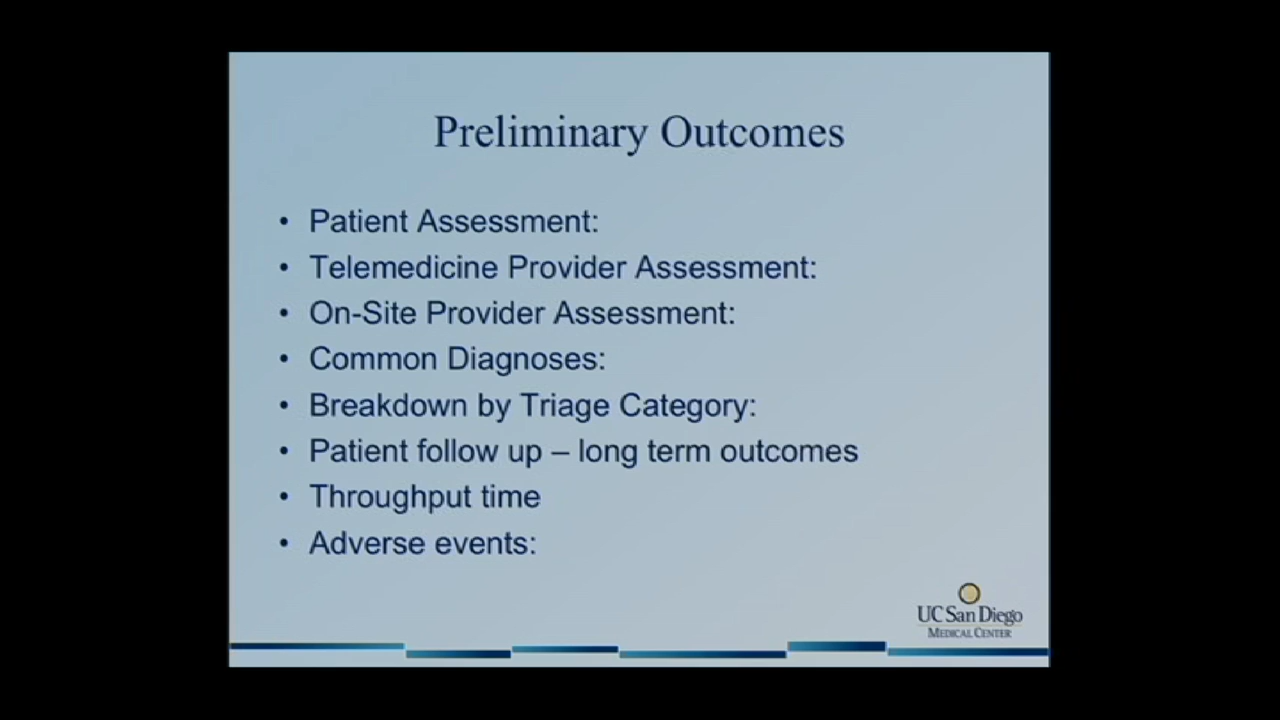 Preliminary Outcomes
• Patient Assessment:
• Telemedicine Provider Assessment:
• On-Site Provider Assessment:
• Common Diagnoses:
• Breakdown by Triage Category:
• Patient follow up – long term outcomes
• Throughput time
• Adverse events:
UC San Diego
MEDICAL CENTER